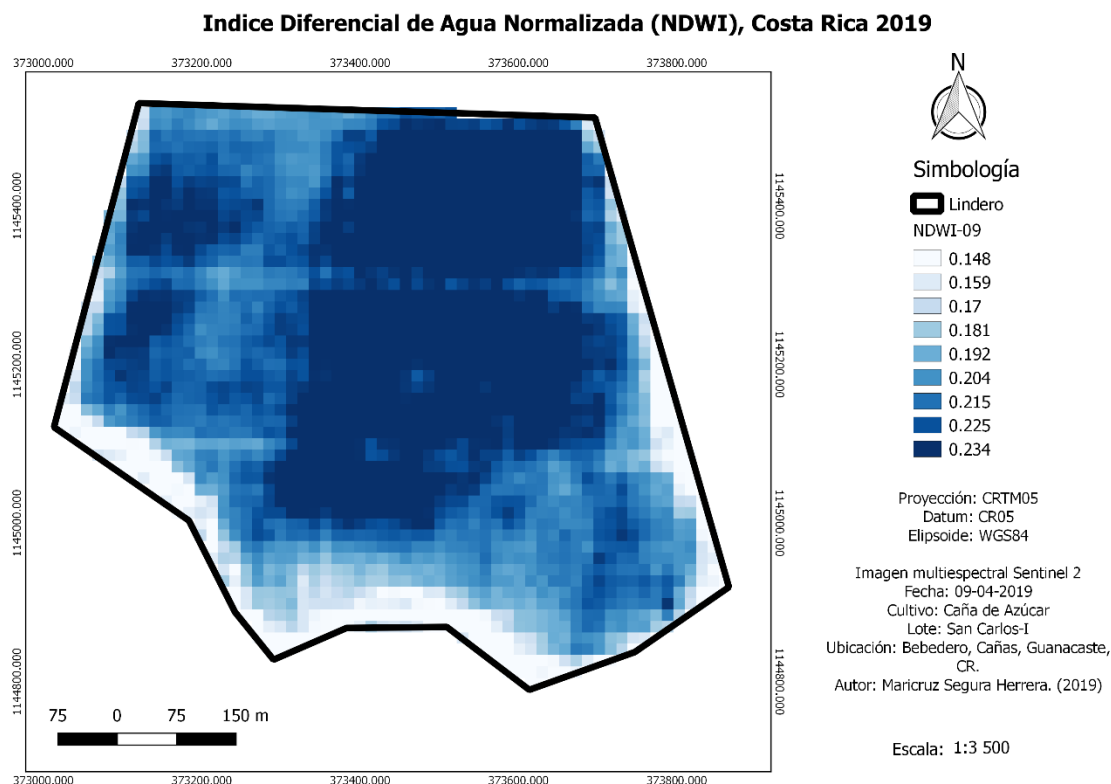 Indice Diferencial de Agua Normalizada (NDWI), Costa Rica 2019
373000.000 373200.000 373400.000 373600.000 373800.000
1145400.000 1145400.000
1145200.000 1145200.000
1145000.000 1145000.000
1144800.000 1144800.000
75 0 75 150 m
373000.000 373200.000 373400.000 373600.000 373800.000
N
Simbología
Lindero
NDWI-09
0.148
0.159
0.17
0.181
0.192
0.204
0.215
0.225
0.234
Proyección: CRTM05
Datum: CR05
Elipsoide: WGS84
Imagen multiespectral Sentinel 2
Fecha: 09-04-2019
Cultivo: Caña de Azúcar
Lote: San Carlos-I
Ubicación: Bebedero, Cañas, Guanacaste,
CR.
Autor: Maricruz Segura Herrera. (2019)
Escala: 1:3 500